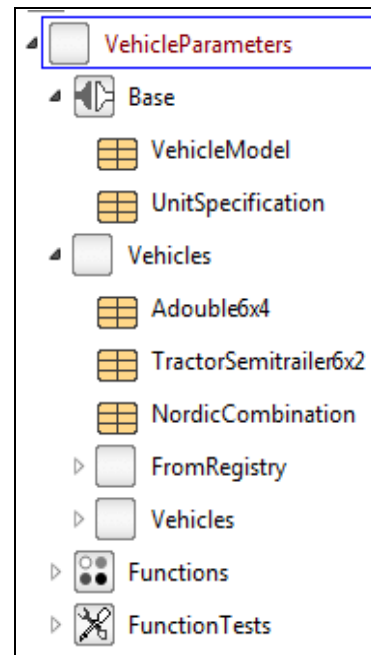 VehicleParameters
Base
VehicleModel
UnitSpecification
Vehicles
Adouble6x4
TractorSemitrailer6x2
NordicCombination
FromRegistry
Vehicles
Functions
FunctionTests